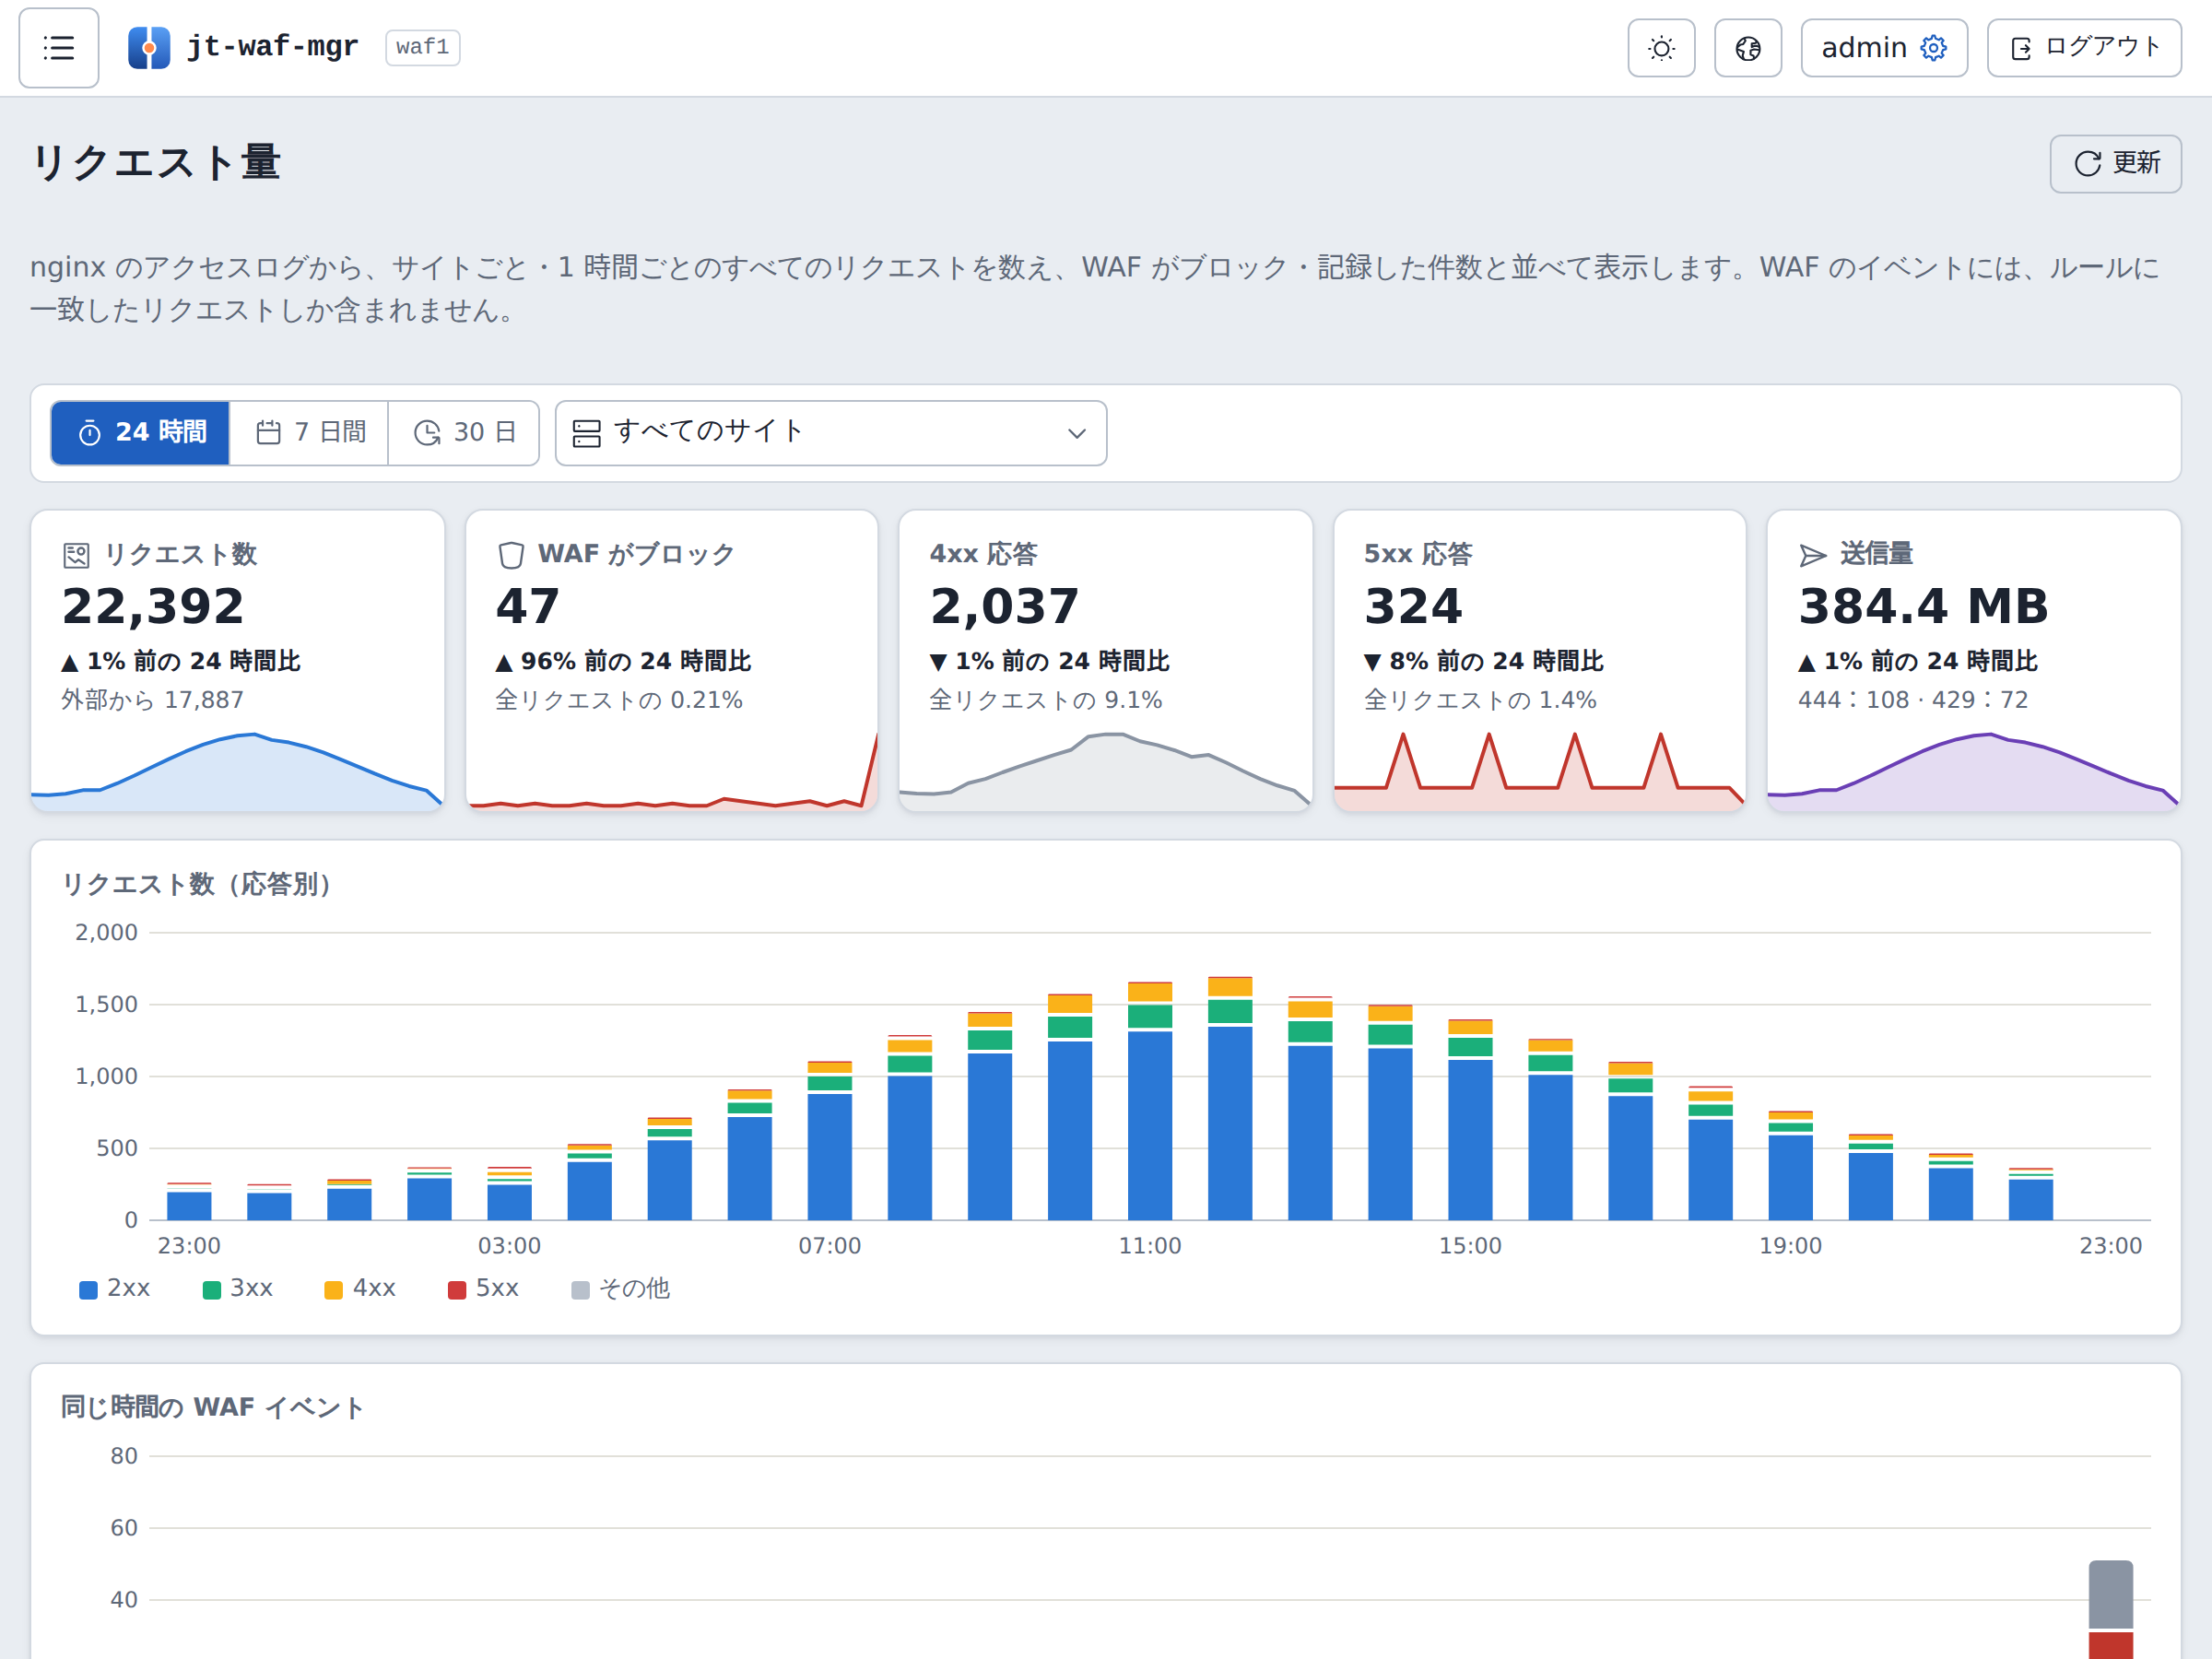 jt-waf-mgr waf1 admin ログアウト
リクエスト量 更新
nginx のアクセスログから、サイトごと・1 時間ごとのすべてのリクエストを数え、WAF がブロック・記録した件数と並べて表示します。WAF のイベントには、ルールに
一致したリクエストしか含まれません。
24 時間 7 日間 30 日 すべてのサイト
リクエスト数 WAF がブロック 4xx 応答 5xx 応答 送信量
22,392 47 2,037 324 384.4 MB
▲ 1% 前の 24 時間比 ▲ 96% 前の 24 時間比 ▼ 1% 前の 24 時間比 ▼ 8% 前の 24 時間比 ▲ 1% 前の 24 時間比
外部から 17,887 全リクエストの 0.21% 全リクエストの 9.1% 全リクエストの 1.4% 444：108 · 429：72
リクエスト数（応答別）
2,000
1,500
1,000
500
0
23:00 03:00 07:00 11:00 15:00 19:00 23:00
2xx 3xx 4xx 5xx その他
同じ時間の WAF イベント
80
60
40